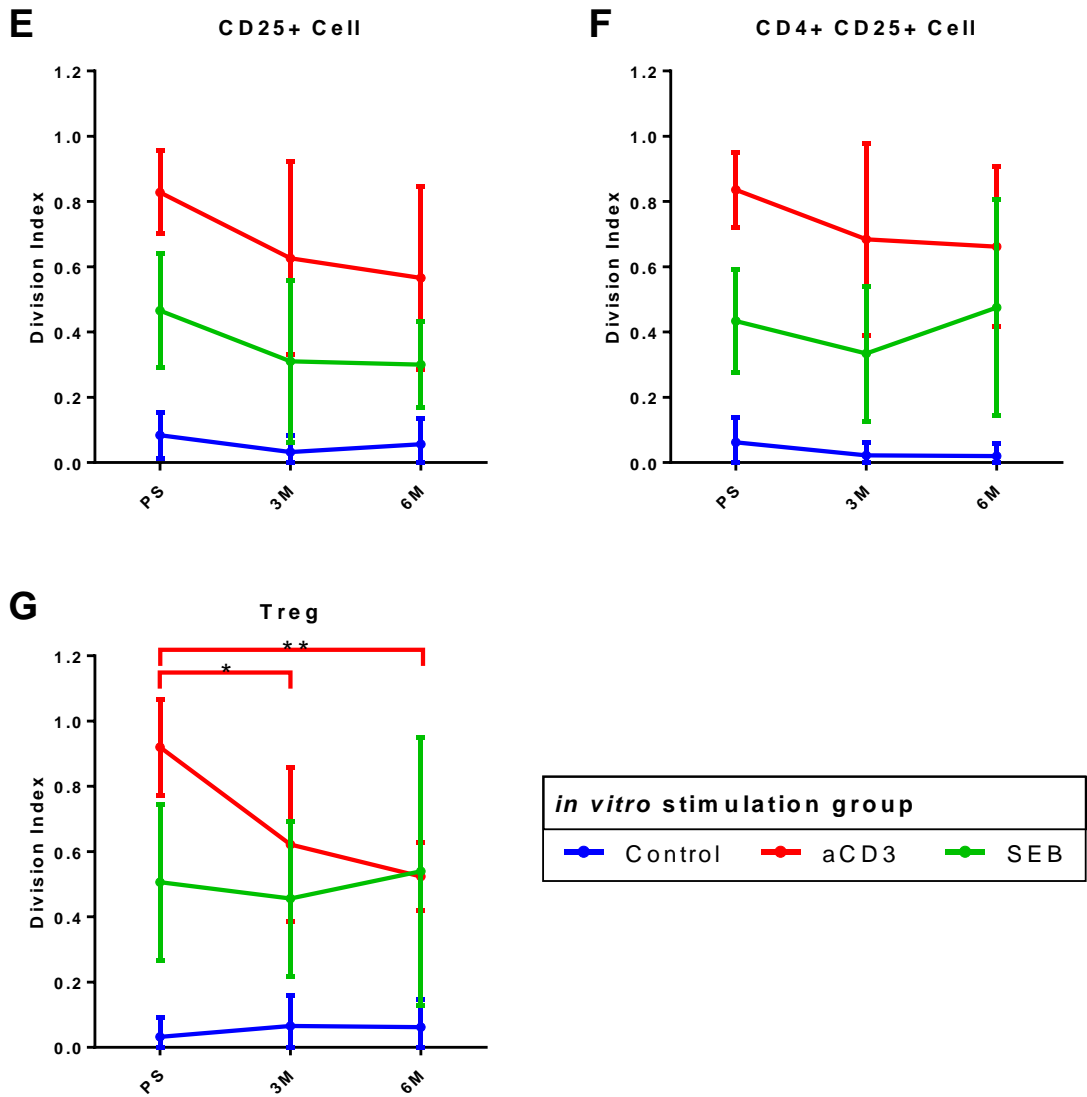 E
CD25+ Cell
Division Index
1.2
1.0
0.8
0.6
0.4
0.2
0.0
PS
3M
6M
F
CD4+ CD25+ Cell
Division Index
1.2
1.0
0.8
0.6
0.4
0.2
0.0
PS
3M
6M
G
Treg
Division Index
1.2
1.0
0.8
0.6
0.4
0.2
0.0
**
*
PS
3M
6M
in vitro stimulation group
Control aCD3 SEB